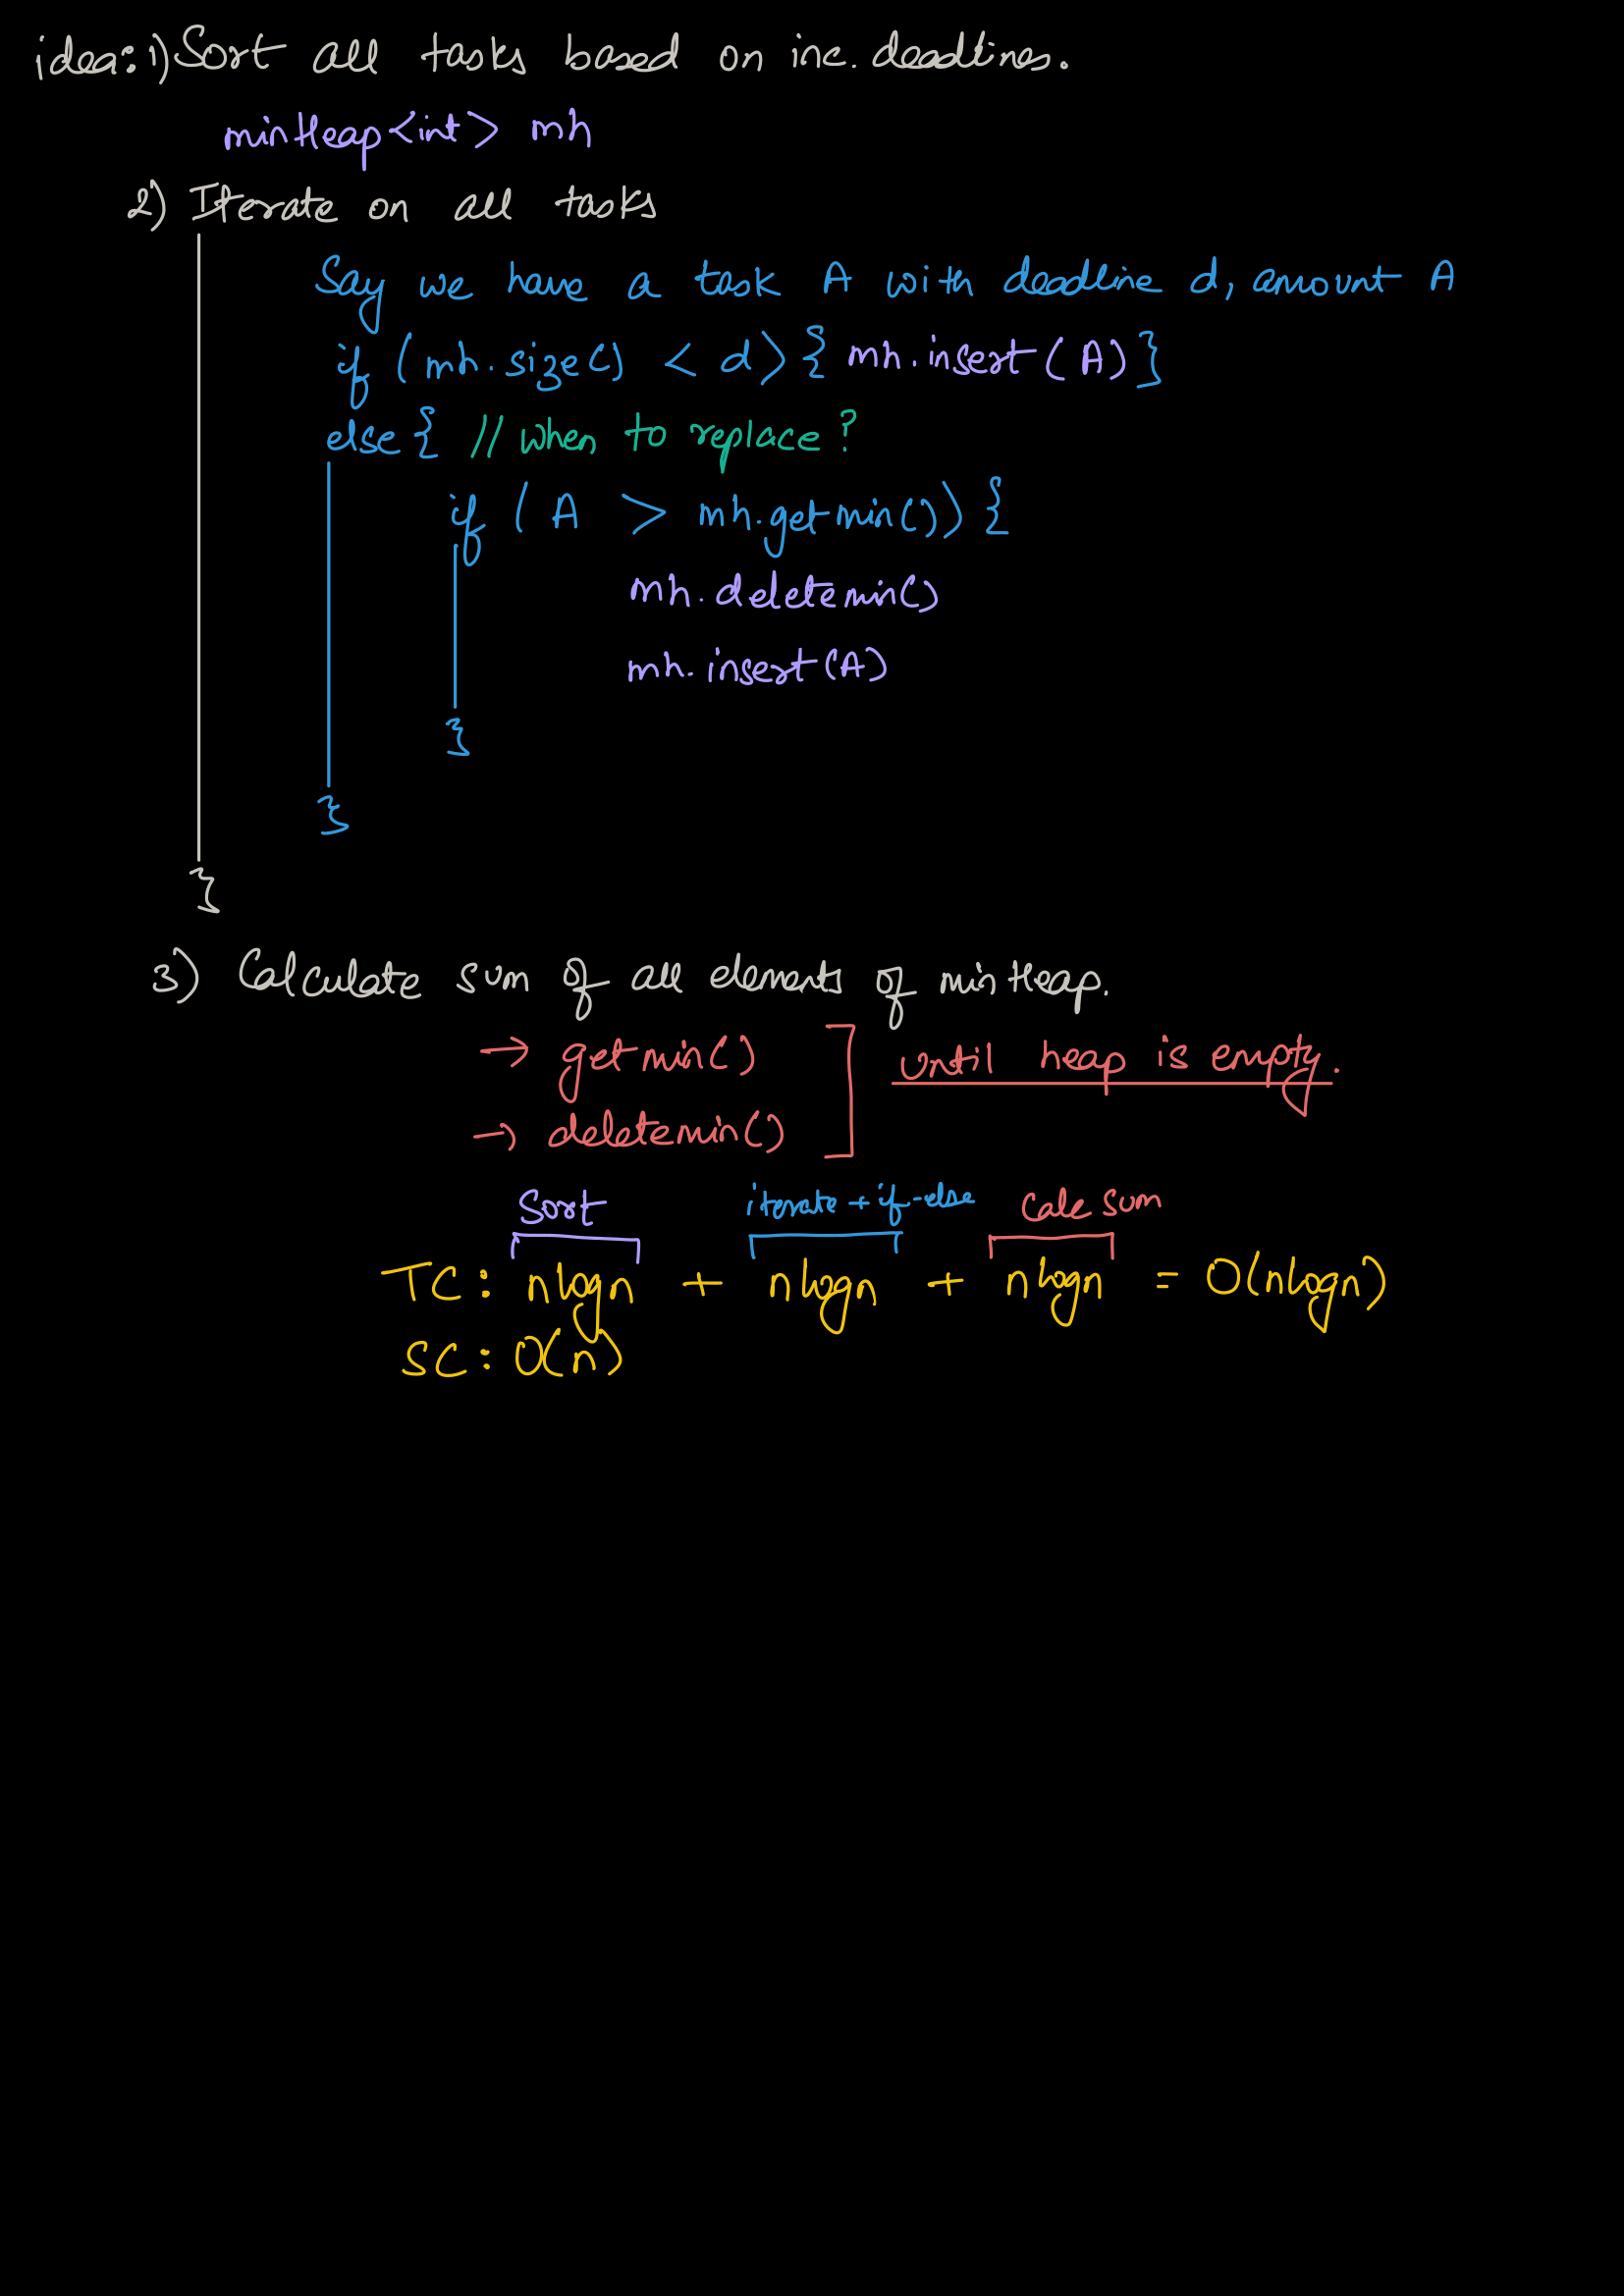 idea: 1) Sort all tasks based on inc. deadlines.
minHeap<int> mh
2) Iterate on all tasks
Say we have a task A with deadline d, amount A
if (mh.size() < d) { mh.insert(A) }
else { // when to replace?
if (A > mh.getmin()) {
mh.deletemin()
mh.insert(A)
}
}
}
3) Calculate sum of all elements of minHeap.
→ getmin()
→ deletemin()
until heap is empty.
Sort iterate + if-else Calc sum
TC: nlogn + nlogn + nlogn = O(nlogn)
SC: O(n)